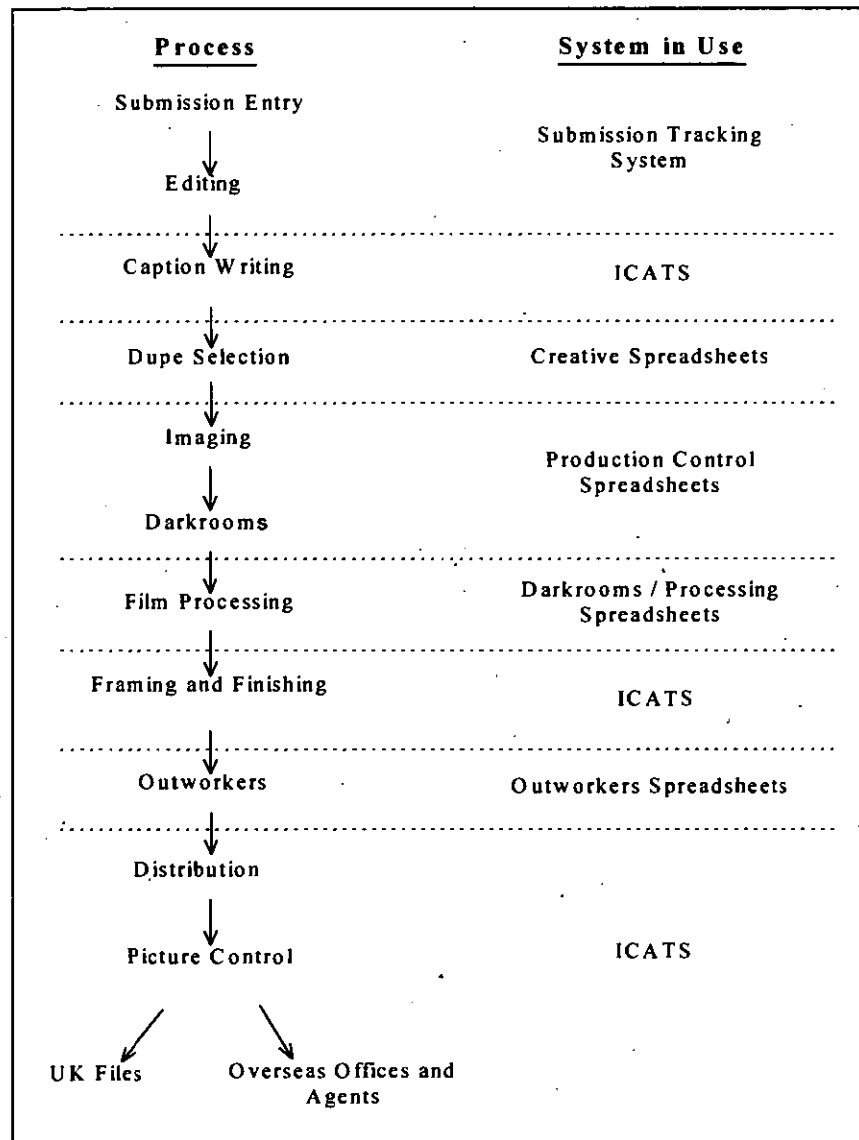 Process
System in Use
Submission Entry
Submission Tracking
System
Editing
Caption Writing
ICATS
Dupe Selection
Creative Spreadsheets
Imaging
Production Control
Spreadsheets
Darkrooms
Film Processing
Darkrooms / Processing
Spreadsheets
Framing and Finishing
ICATS
Outworkers
Outworkers Spreadsheets
Distribution
Picture Control
ICATS
UK Files
Overseas Offices and
Agents